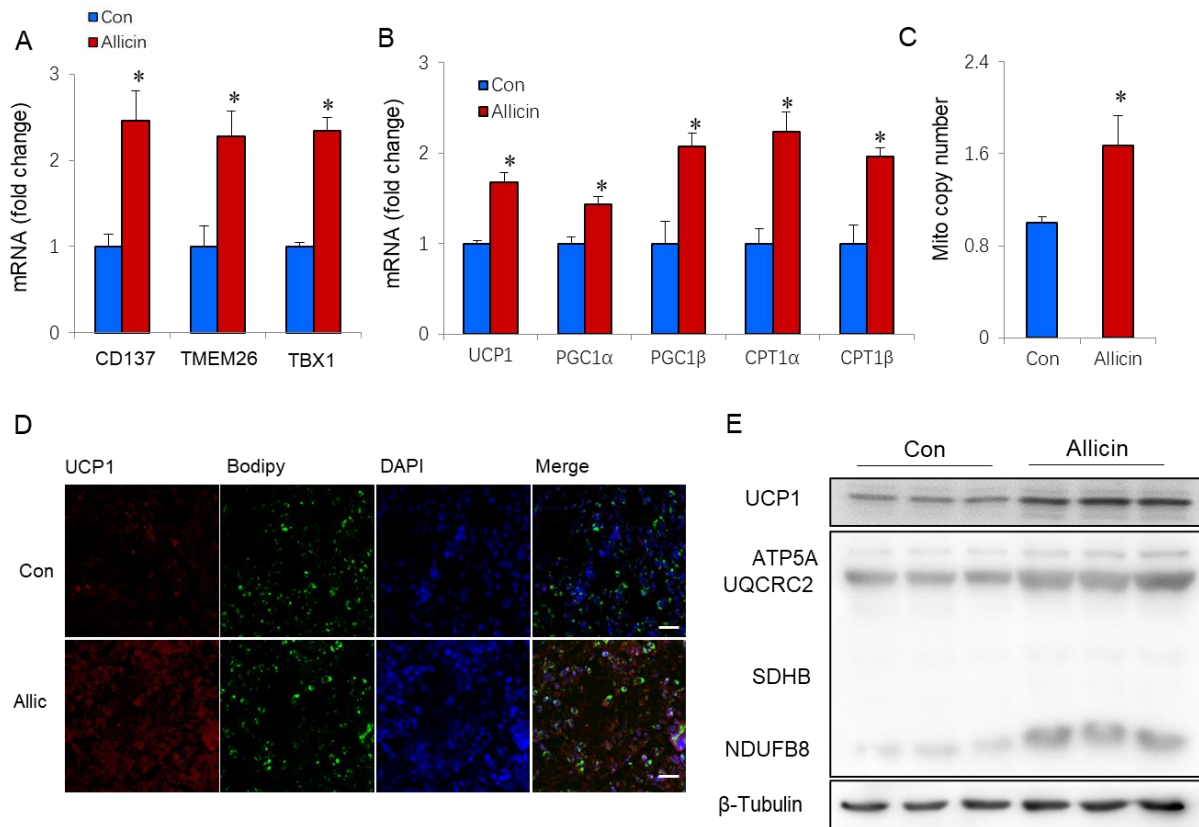 A
Con
Allicin
mRNA (fold change)
3
2
1
0
*
*
*
CD137 TMEM26 TBX1
B
Con
Allicin
mRNA (fold change)
3
2
1
0
*
*
*
*
*
UCP1 PGC1α PGC1β CPT1α CPT1β
C
Mito copy number
2.4
1.6
0.8
0
*
Con Allicin
D
UCP1 Bodipy DAPI Merge
Con
Allic
E
Con Allicin
UCP1
ATP5A
UQCRC2
SDHB
NDUFB8
β-Tubulin